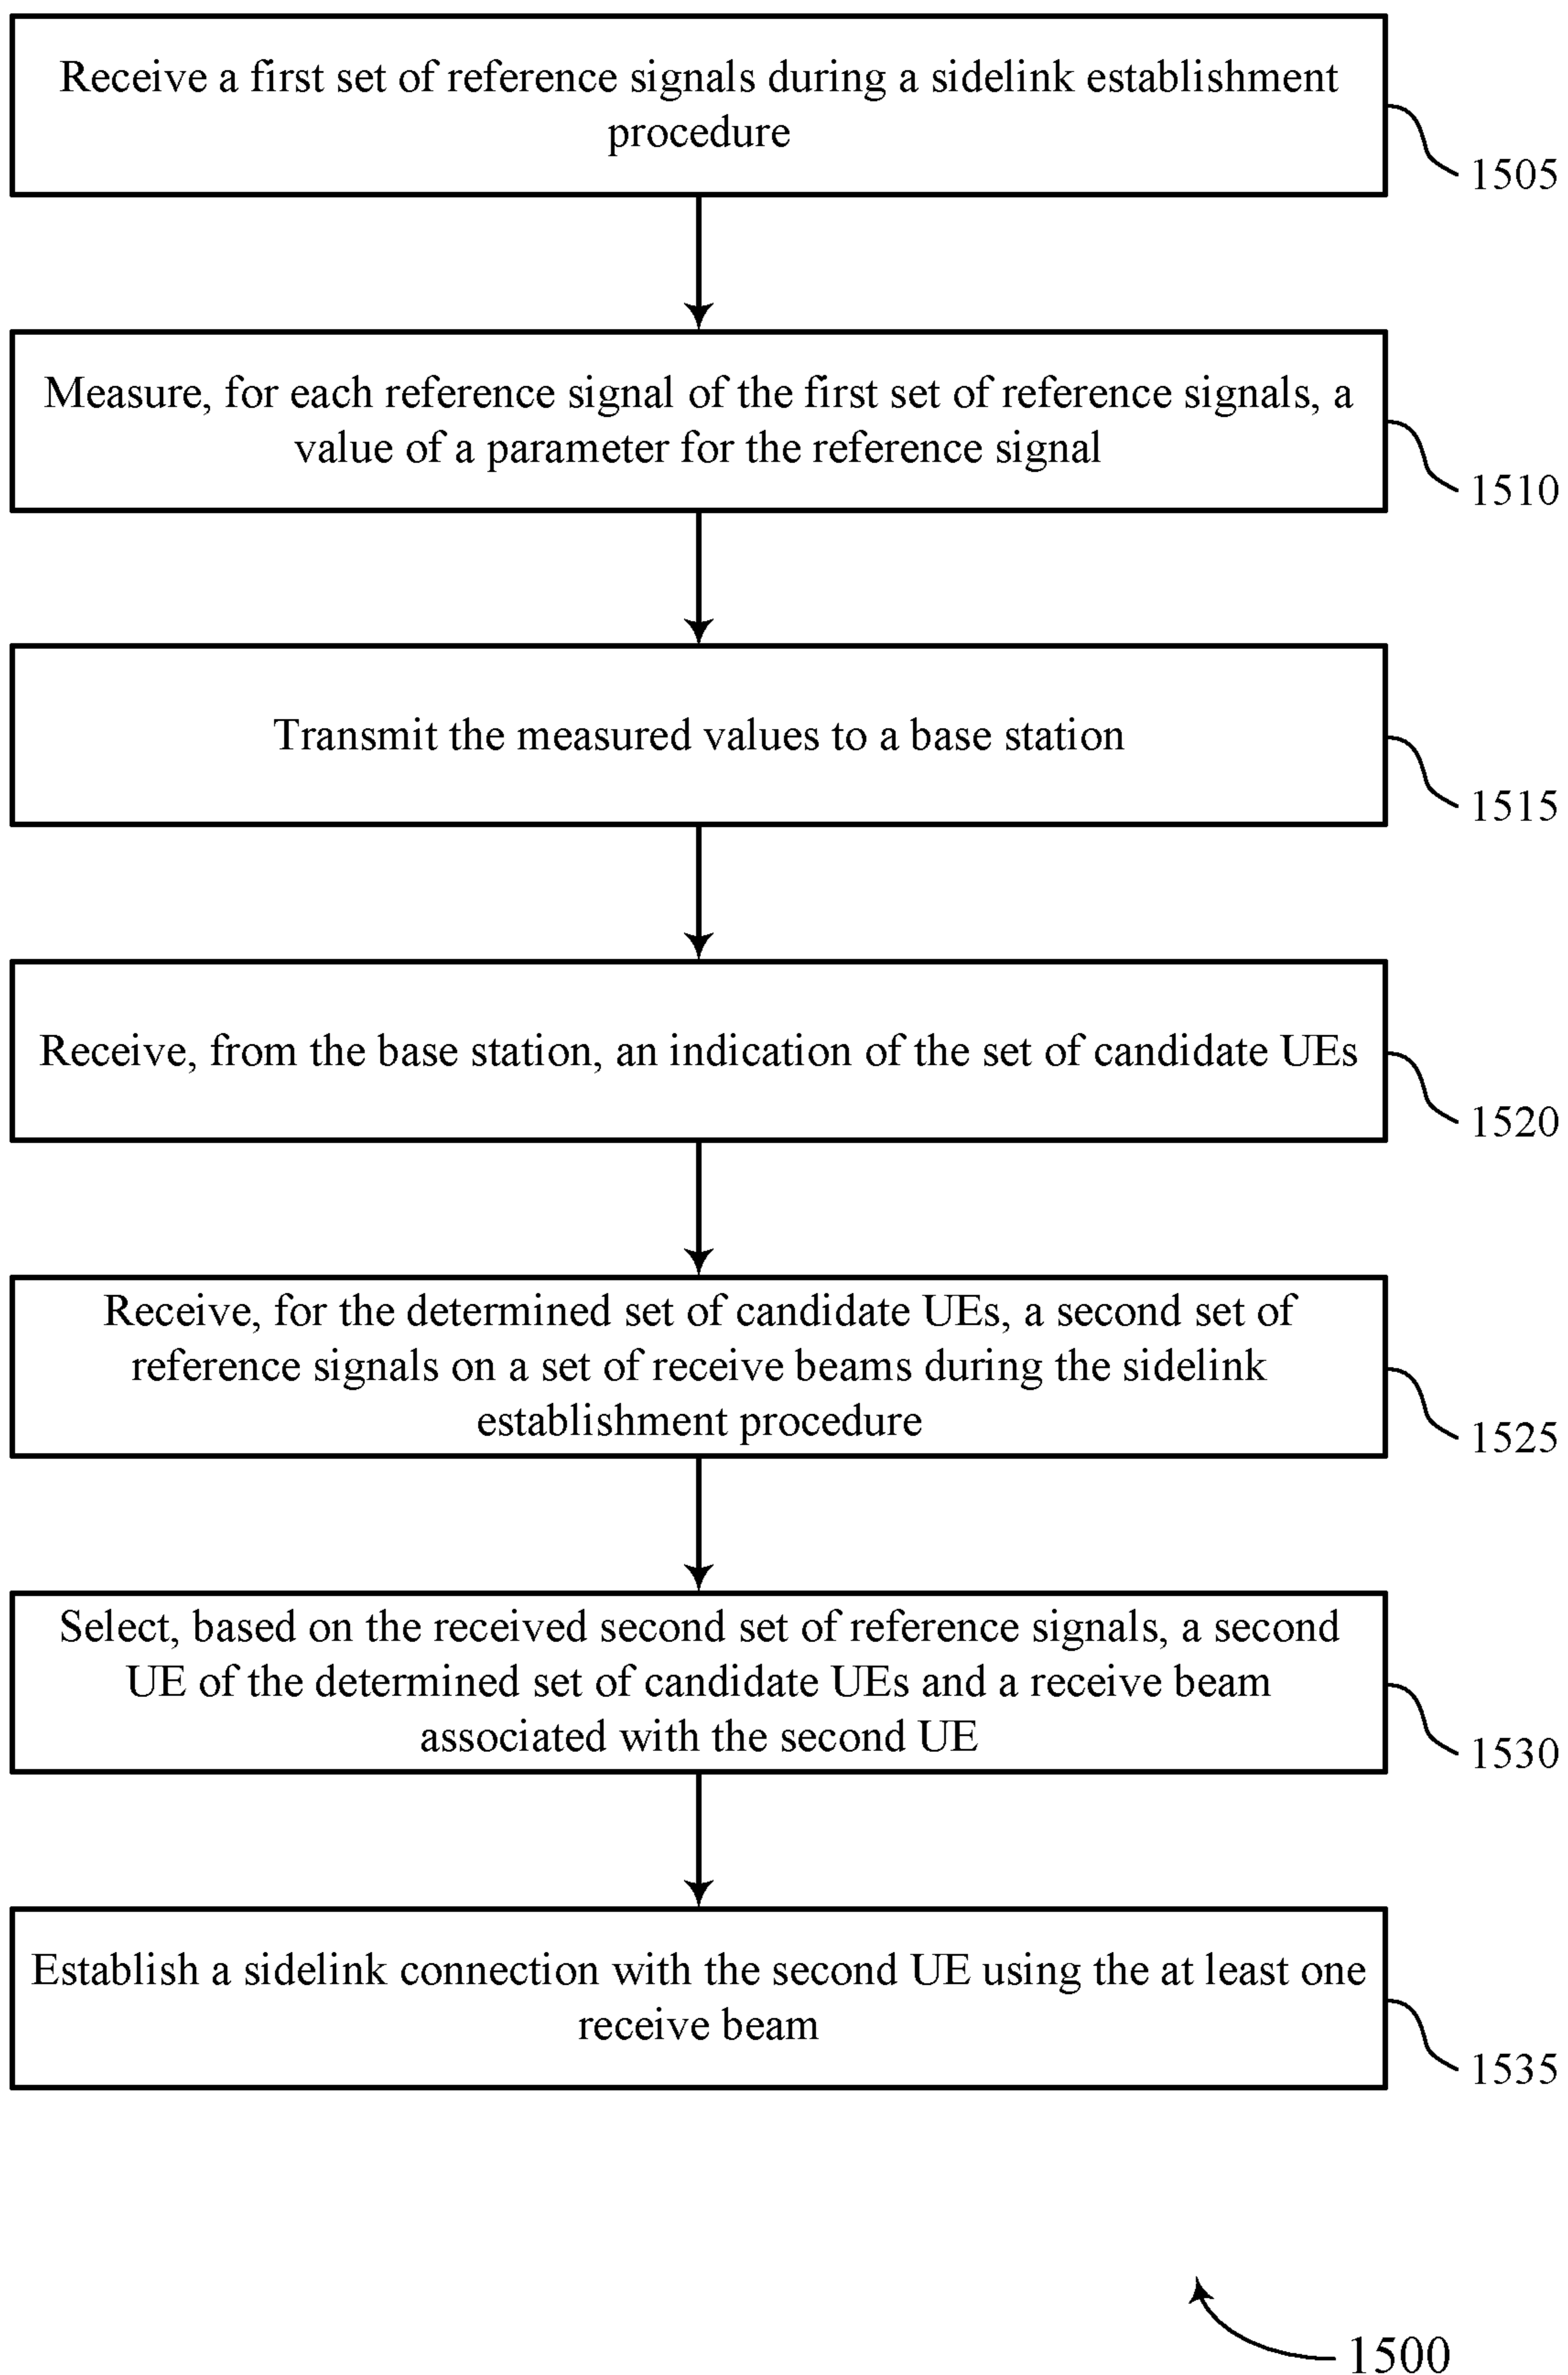 Receive a first set of reference signals during a sidelink establishment
procedure
1505
Measure, for each reference signal of the first set of reference signals, a
value of a parameter for the reference signal
1510
Transmit the measured values to a base station
1515
Receive, from the base station, an indication of the set of candidate UEs
1520
Receive, for the determined set of candidate UEs, a second set of
reference signals on a set of receive beams during the sidelink
establishment procedure
1525
Select, based on the received second set of reference signals, a second
UE of the determined set of candidate UEs and a receive beam
associated with the second UE
1530
Establish a sidelink connection with the second UE using the at least one
receive beam
1535
1500